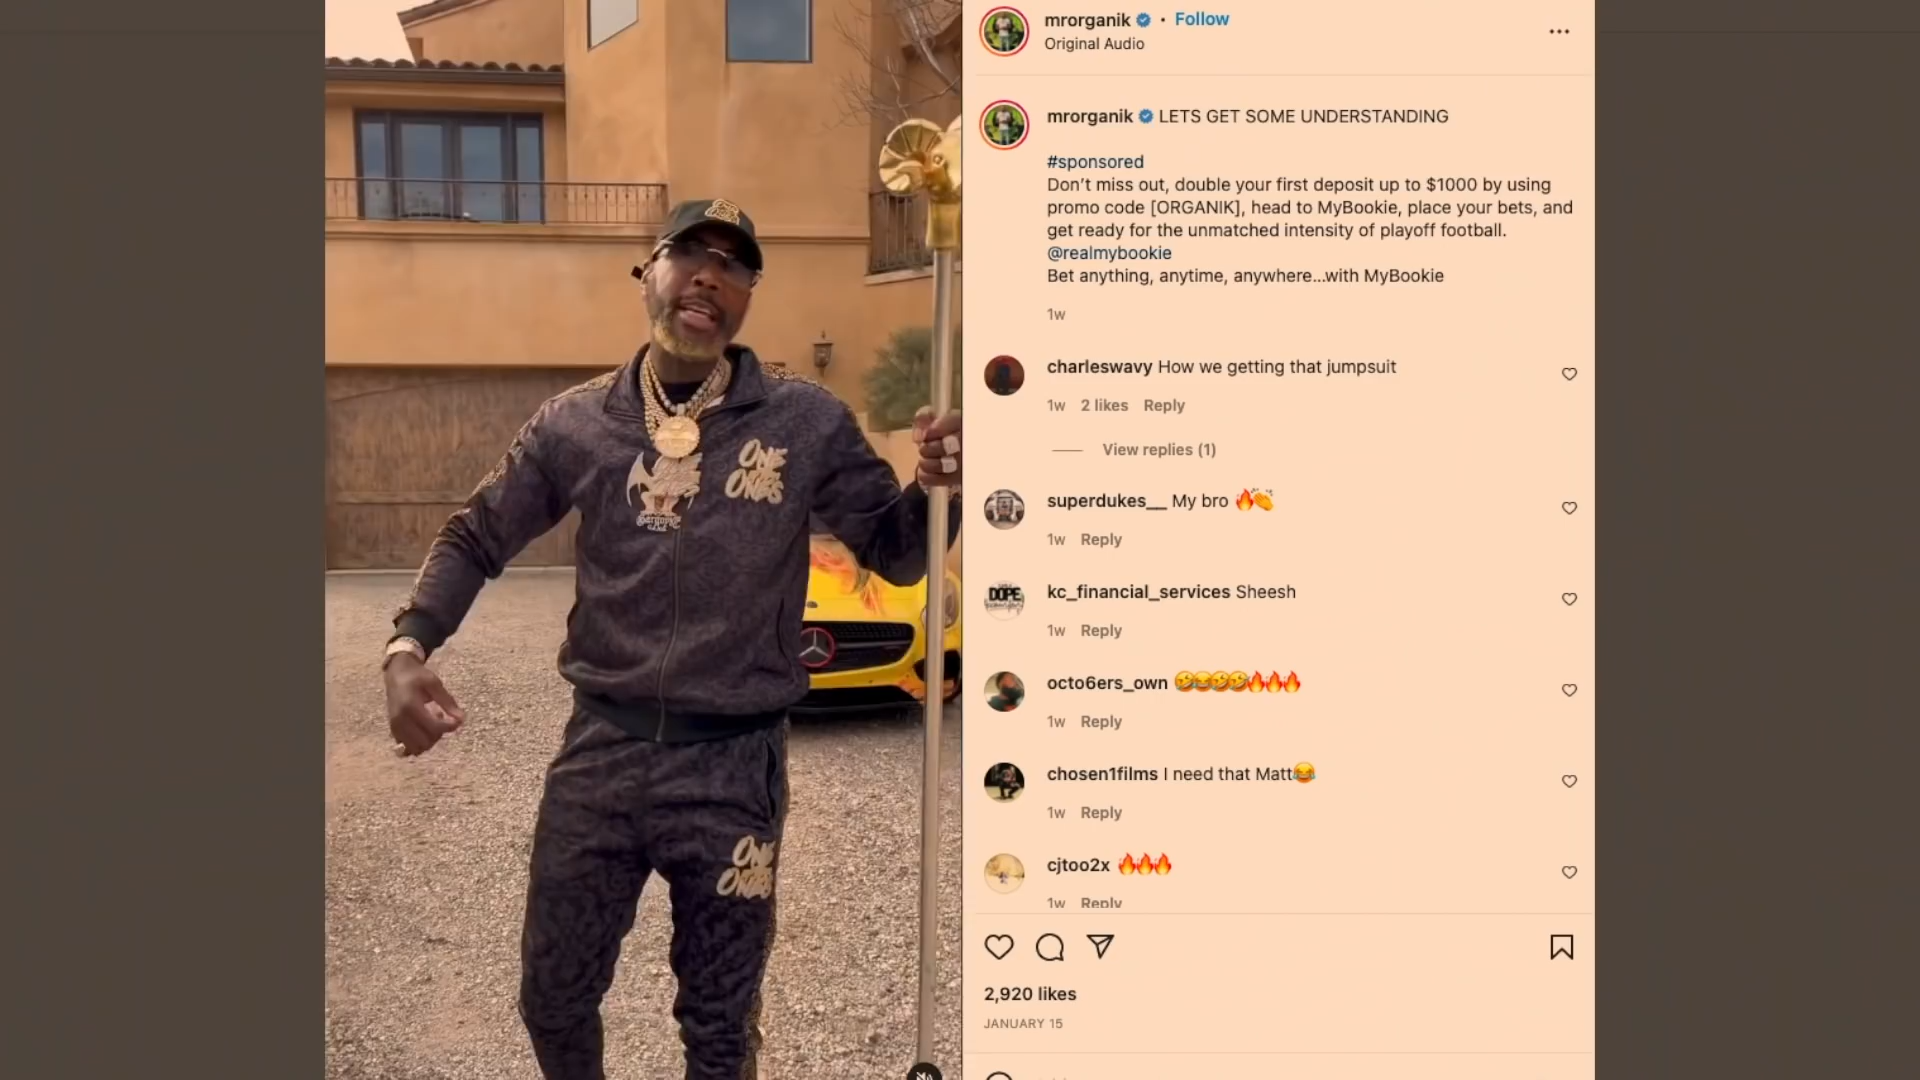 mrorganik • Follow
Original Audio
mrorganik LETS GET SOME UNDERSTANDING
#sponsored
Don't miss out, double your first deposit up to $1000 by using
promo code [ORGANIK], head to MyBookie, place your bets, and
get ready for the unmatched intensity of playoff football.
@realmybookie
Bet anything, anytime, anywhere...with MyBookie
1w
charleswavy How we getting that jumpsuit
1w 2 likes Reply
View replies (1)
superdukes__ My bro 🔥👏
1w Reply
kc_financial_services Sheesh
1w Reply
octo6ers_own 🤣😂🤣🤣🔥🔥🔥
1w Reply
chosen1films I need that Matt😂
1w Reply
cjtoo2x 🔥🔥🔥
1w Reply
2,920 likes
JANUARY 15
ONE
OF
ONES
ONE
OF
ONES
DOPE